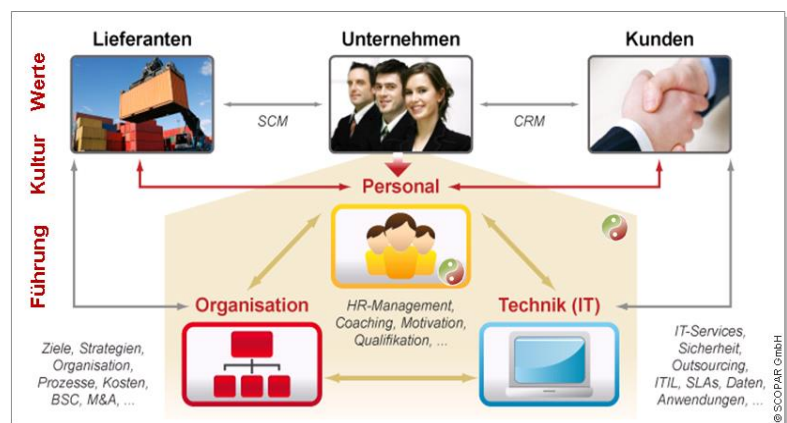 Lieferanten
Unternehmen
Kunden
Werte
Kultur
Führung
SCM
CRM
Personal
Organisation
HR-Management,
Coaching, Motivation,
Qualifikation, ...
Technik (IT)
Ziele, Strategien,
Organisation,
Prozesse, Kosten,
BSC, M&A, ...
IT-Services,
Sicherheit,
Outsourcing,
ITIL, SLAs, Daten,
Anwendungen, ...
© SCOPAR GmbH